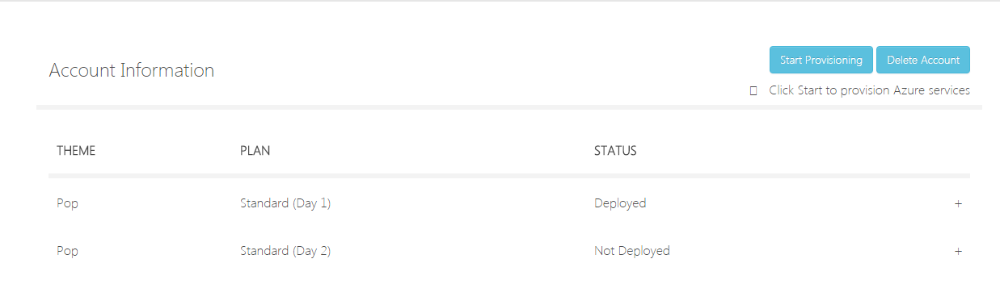 Account Information
Start Provisioning Delete Account
Click Start to provision Azure services
THEME PLAN STATUS
Pop Standard (Day 1) Deployed +
Pop Standard (Day 2) Not Deployed +